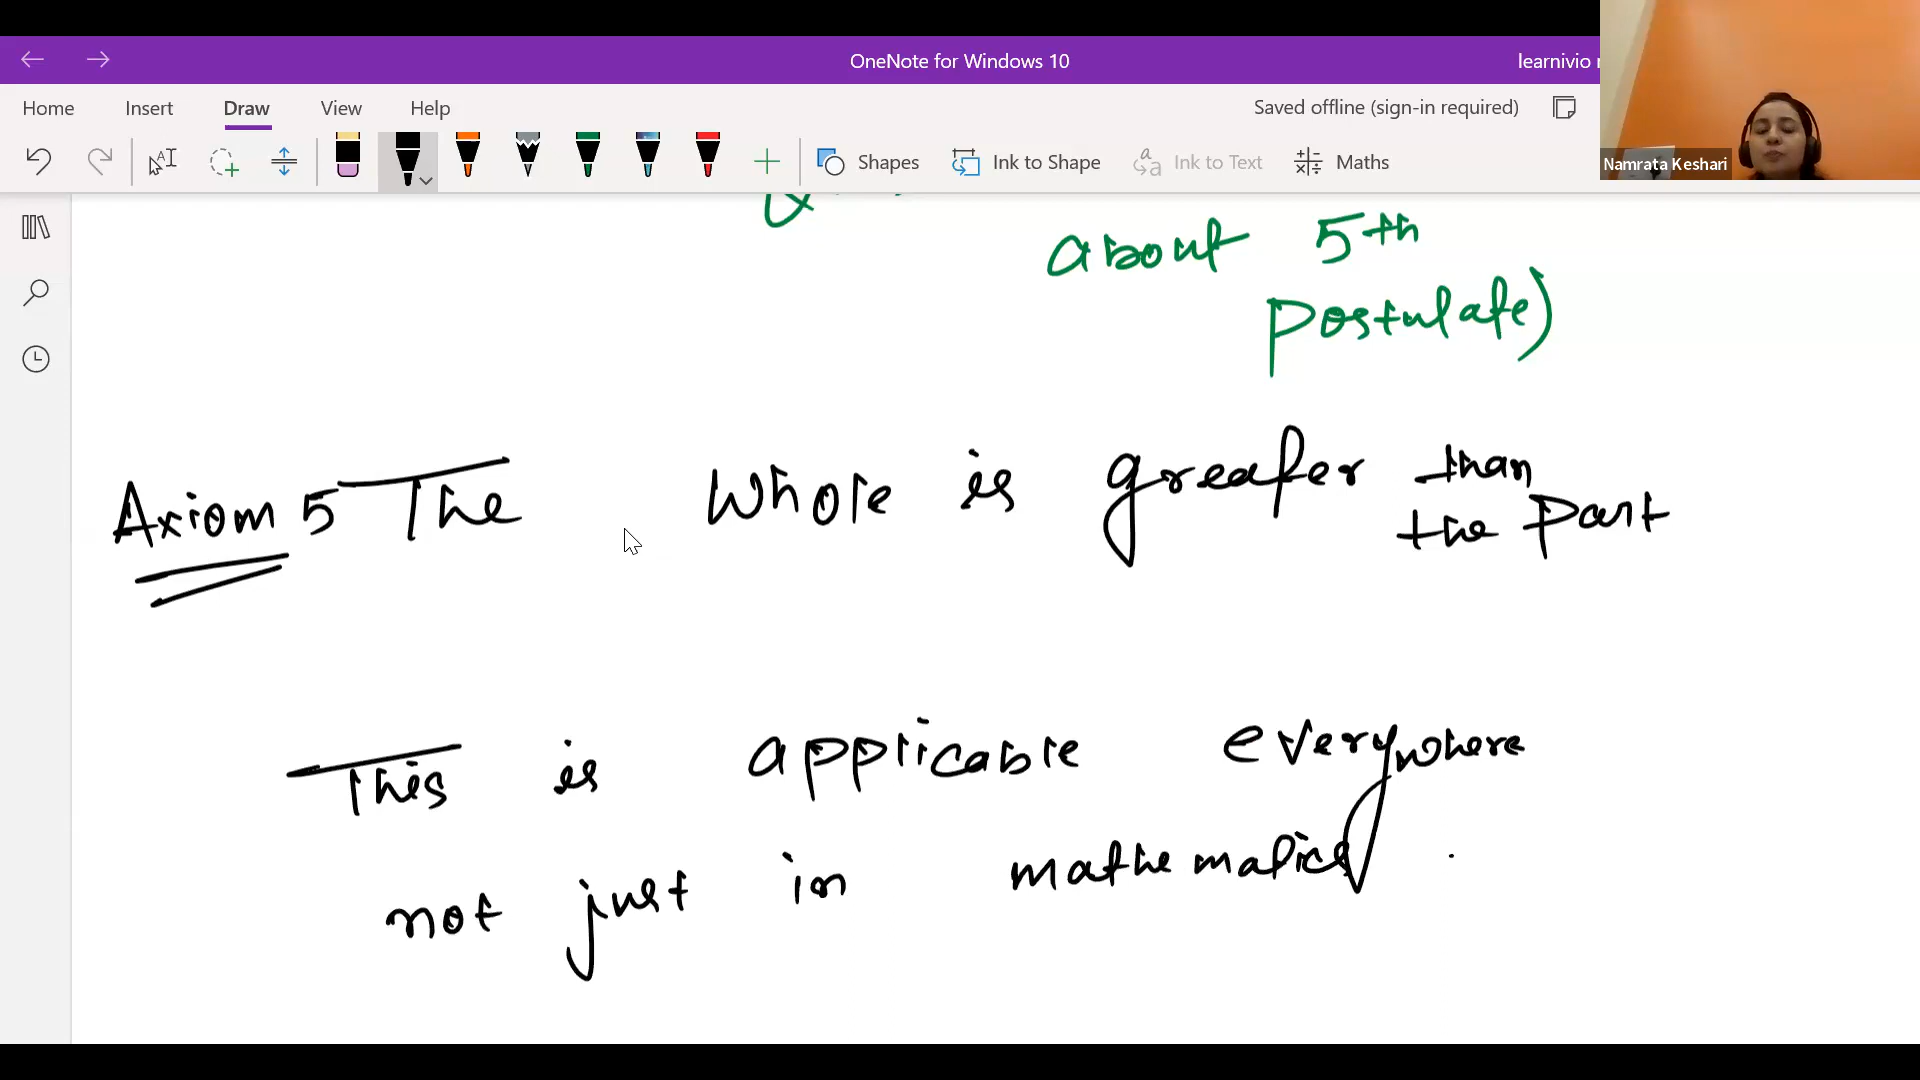 OneNote for Windows 10
learnivio
Home Insert Draw View Help
Saved offline (sign-in required)
Shapes Ink to Shape Ink to Text Maths
Namrata Keshari
about 5th
postulate)
Axiom 5 The whole is greater than
the part
This is applicable everywhere
not just in mathematics.